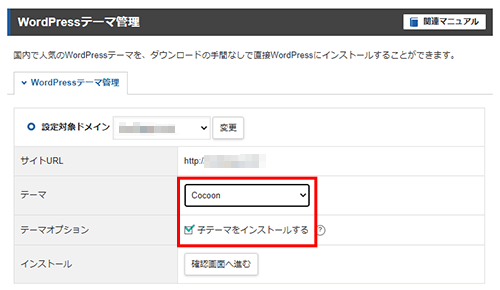 WordPressテーマ管理
関連マニュアル
国内で人気のWordPressテーマを、ダウンロードの手間なしで直接WordPressにインストールすることができます。
WordPressテーマ管理
設定対象ドメイン 変更
サイトURL http://
テーマ Cocoon
テーマオプション 子テーマをインストールする ?
インストール 確認画面へ進む